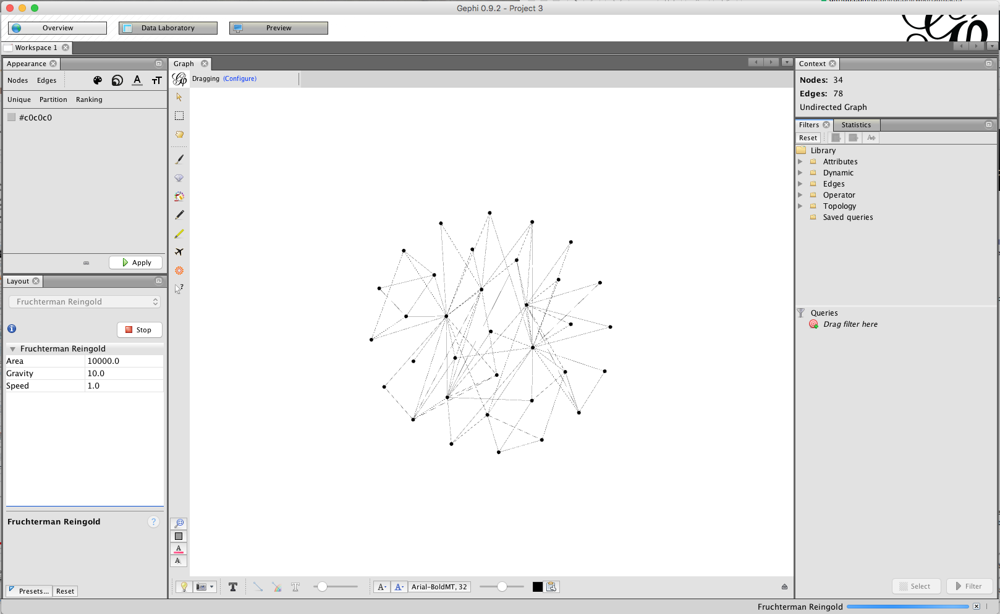 Gephi 0.9.2 - Project 3
Overview
Data Laboratory
Preview
Workspace 1
Appearance
Nodes Edges
A
TT
Unique Partition Ranking
#c0c0c0
Apply
Layout
Fruchterman Reingold
Stop
Fruchterman Reingold
Area 10000.0
Gravity 10.0
Speed 1.0
Fruchterman Reingold
?
Presets... Reset
Graph
Dragging (Configure)
?
A
A
T
T
A- A- Arial-BoldMT, 32
Context
Nodes: 34
Edges: 78
Undirected Graph
Filters Statistics
Reset
Library
Attributes
Dynamic
Edges
Operator
Topology
Saved queries
Queries
Drag filter here
Select Filter
Fruchterman Reingold